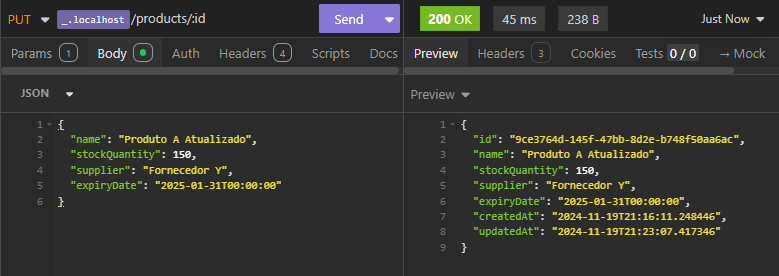 PUT _.localhost /products/:id Send
200 OK 45 ms 238 B Just Now
Params 1 Body Auth Headers 4 Scripts Docs
Preview Headers 3 Cookies Tests 0 / 0 → Mock
JSON
Preview
1 {
2 "name": "Produto A Atualizado",
3 "stockQuantity": 150,
4 "supplier": "Fornecedor Y",
5 "expiryDate": "2025-01-31T00:00:00"
6 }
1 {
2 "id": "9ce3764d-145f-47bb-8d2e-b748f50aa6ac",
3 "name": "Produto A Atualizado",
4 "stockQuantity": 150,
5 "supplier": "Fornecedor Y",
6 "expiryDate": "2025-01-31T00:00:00",
7 "createdAt": "2024-11-19T21:16:11.248446",
8 "updatedAt": "2024-11-19T21:23:07.417346"
9 }